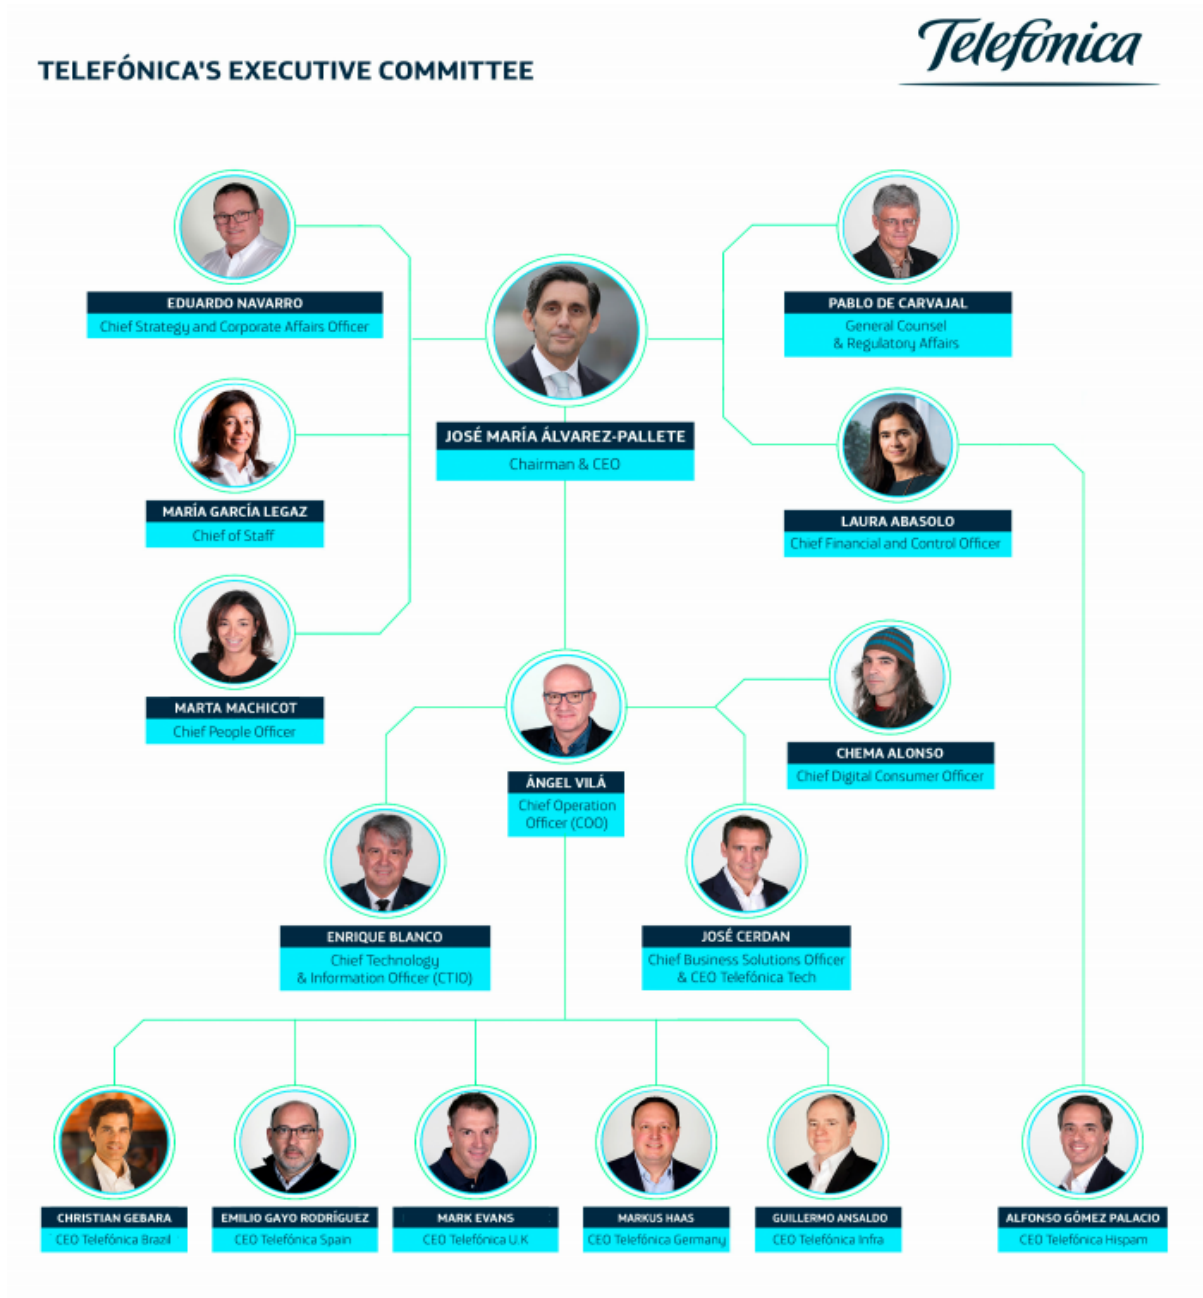 Telefónica
TELEFÓNICA'S EXECUTIVE COMMITTEE
EDUARDO NAVARRO
Chief Strategy and Corporate Affairs Officer
PABLO DE CARVAJAL
General Counsel
& Regulatory Affairs
JOSÉ MARÍA ÁLVAREZ-PALLETE
Chairman & CEO
MARÍA GARCÍA LEGAZ
Chief of Staff
LAURA ABASOLO
Chief Financial and Control Officer
MARTA MACHICOT
Chief People Officer
ÁNGEL VILÁ
Chief Operation
Officer (COO)
CHEMA ALONSO
Chief Digital Consumer Officer
ENRIQUE BLANCO
Chief Technology
& Information Officer (CTIO)
JOSÉ CERDAN
Chief Business Solutions Officer
& CEO Telefónica Tech
CHRISTIAN GEBARA
CEO Telefónica Brazil
EMILIO GAYO RODRÍGUEZ
CEO Telefónica Spain
MARK EVANS
CEO Telefónica U.K
MARKUS HAAS
CEO Telefónica Germany
GUILLERMO ANSALDO
CEO Telefónica Infra
ALFONSO GÓMEZ PALACIO
CEO Telefónica Hispam